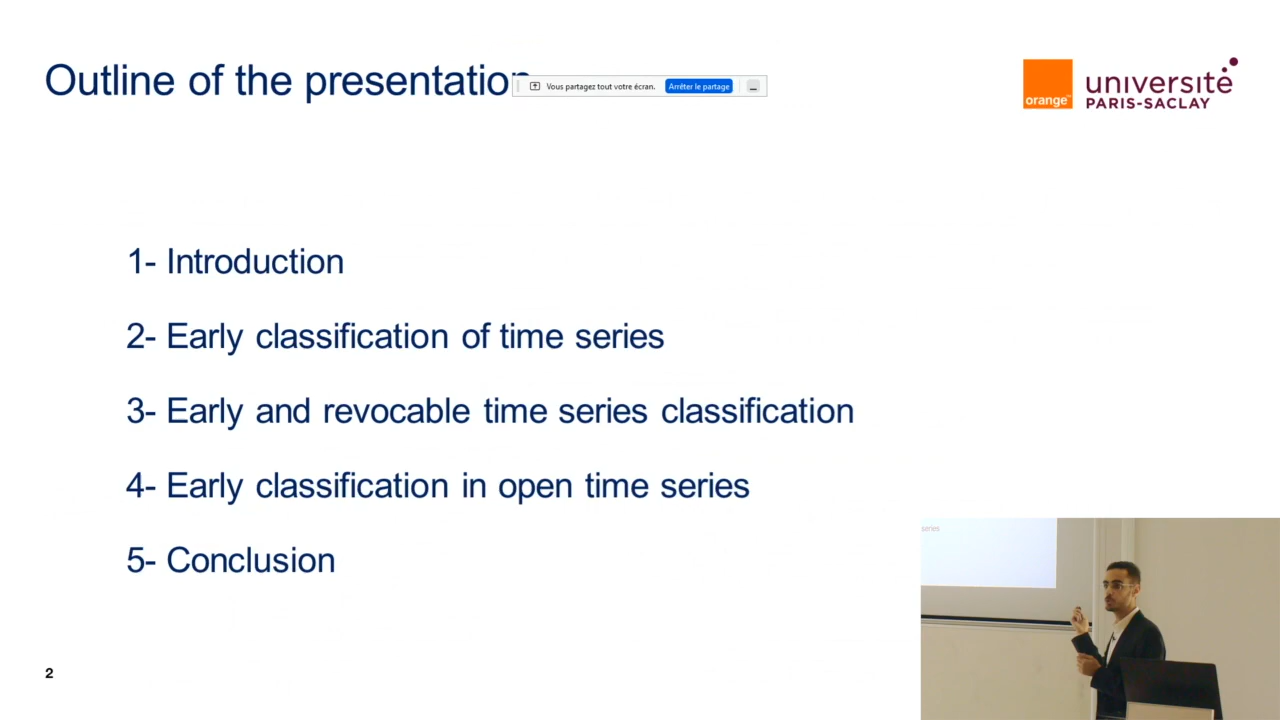 Outline of the presentation
Vous partagez tout votre écran. Arrêter le partage
orange™
université
PARIS-SACLAY
1- Introduction
2- Early classification of time series
3- Early and revocable time series classification
4- Early classification in open time series
5- Conclusion
series
2